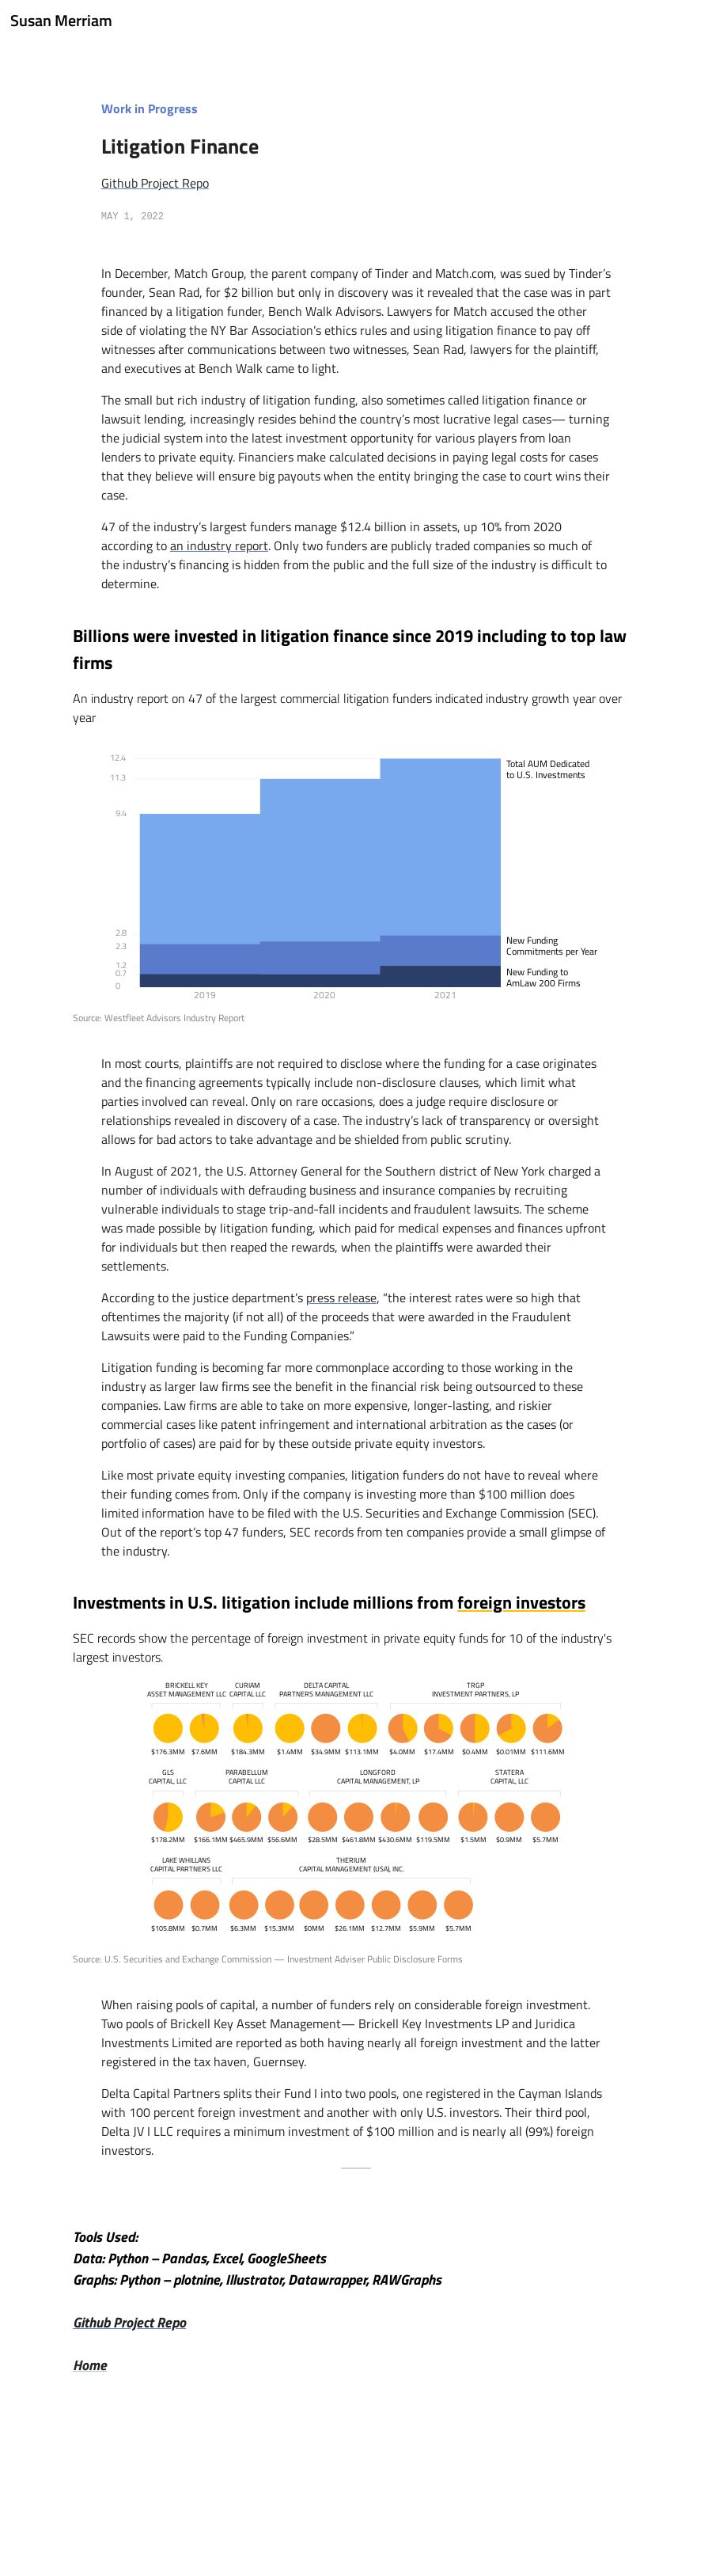 Susan Merriam
Work in Progress
Litigation Finance
Github Project Repo
MAY 1, 2022
In December, Match Group, the parent company of Tinder and Match.com, was sued by Tinder's
founder, Sean Rad, for $2 billion but only in discovery was it revealed that the case was in part
financed by a litigation funder, Bench Walk Advisors. Lawyers for Match accused the other
side of violating the NY Bar Association's ethics rules and using litigation finance to pay off
witnesses after communications between two witnesses, Sean Rad, lawyers for the plaintiff,
and executives at Bench Walk came to light.
The small but rich industry of litigation funding, also sometimes called litigation finance or
lawsuit lending, increasingly resides behind the country's most lucrative legal cases— turning
the judicial system into the latest investment opportunity for various players from loan
lenders to private equity. Financiers make calculated decisions in paying legal costs for cases
that they believe will ensure big payouts when the entity bringing the case to court wins their
case.
47 of the industry's largest funders manage $12.4 billion in assets, up 10% from 2020
according to an industry report. Only two funders are publicly traded companies so much of
the industry's financing is hidden from the public and the full size of the industry is difficult to
determine.
Billions were invested in litigation finance since 2019 including to top law
firms
An industry report on 47 of the largest commercial litigation funders indicated industry growth year over
year
12.4
11.3
9.4
2.8
2.3
1.2
0.7
0
2019 2020 2021
Total AUM Dedicated
to U.S. Investments
New Funding
Commitments per Year
New Funding to
AmLaw 200 Firms
Source: Westfleet Advisors Industry Report
In most courts, plaintiffs are not required to disclose where the funding for a case originates
and the financing agreements typically include non-disclosure clauses, which limit what
parties involved can reveal. Only on rare occasions, does a judge require disclosure or
relationships revealed in discovery of a case. The industry's lack of transparency or oversight
allows for bad actors to take advantage and be shielded from public scrutiny.
In August of 2021, the U.S. Attorney General for the Southern district of New York charged a
number of individuals with defrauding business and insurance companies by recruiting
vulnerable individuals to stage trip-and-fall incidents and fraudulent lawsuits. The scheme
was made possible by litigation funding, which paid for medical expenses and finances upfront
for individuals but then reaped the rewards, when the plaintiffs were awarded their
settlements.
According to the justice department's press release, "the interest rates were so high that
oftentimes the majority (if not all) of the proceeds that were awarded in the Fraudulent
Lawsuits were paid to the Funding Companies."
Litigation funding is becoming far more commonplace according to those working in the
industry as larger law firms see the benefit in the financial risk being outsourced to these
companies. Law firms are able to take on more expensive, longer-lasting, and riskier
commercial cases like patent infringement and international arbitration as the cases (or
portfolio of cases) are paid for by these outside private equity investors.
Like most private equity investing companies, litigation funders do not have to reveal where
their funding comes from. Only if the company is investing more than $100 million does
limited information have to be filed with the U.S. Securities and Exchange Commission (SEC).
Out of the report's top 47 funders, SEC records from ten companies provide a small glimpse of
the industry.
Investments in U.S. litigation include millions from foreign investors
SEC records show the percentage of foreign investment in private equity funds for 10 of the industry's
largest investors.
BRICKELL KEY CURIAM DELTA CAPITAL TRGP
ASSET MANAGEMENT LLC CAPITAL LLC PARTNERS MANAGEMENT LLC INVESTMENT PARTNERS, LP
$176.3MM $7.6MM $184.3MM $1.4MM $34.9MM $113.1MM $4.0MM $17.4MM $0.4MM $0.01MM $111.6MM
GLS PARABELLUM LONGFORD STATERA
CAPITAL, LLC CAPITAL LLC CAPITAL MANAGEMENT, LP CAPITAL, LLC
$178.2MM $166.1MM $465.9MM $56.6MM $28.5MM $461.8MM $430.6MM $119.5MM $1.5MM $0.9MM $5.7MM
LAKE WHILLANS THERIUM
CAPITAL PARTNERS LLC CAPITAL MANAGEMENT (USA), INC.
$105.8MM $0.7MM $6.3MM $15.3MM $0MM $26.1MM $12.7MM $5.9MM $5.7MM
Source: U.S. Securities and Exchange Commission — Investment Adviser Public Disclosure Forms
When raising pools of capital, a number of funders rely on considerable foreign investment.
Two pools of Brickell Key Asset Management— Brickell Key Investments LP and Juridica
Investments Limited are reported as both having nearly all foreign investment and the latter
registered in the tax haven, Guernsey.
Delta Capital Partners splits their Fund I into two pools, one registered in the Cayman Islands
with 100 percent foreign investment and another with only U.S. investors. Their third pool,
Delta JV I LLC requires a minimum investment of $100 million and is nearly all (99%) foreign
investors.
Tools Used:
Data: Python – Pandas, Excel, GoogleSheets
Graphs: Python – plotnine, Illustrator, Datawrapper, RAWGraphs
Github Project Repo
Home